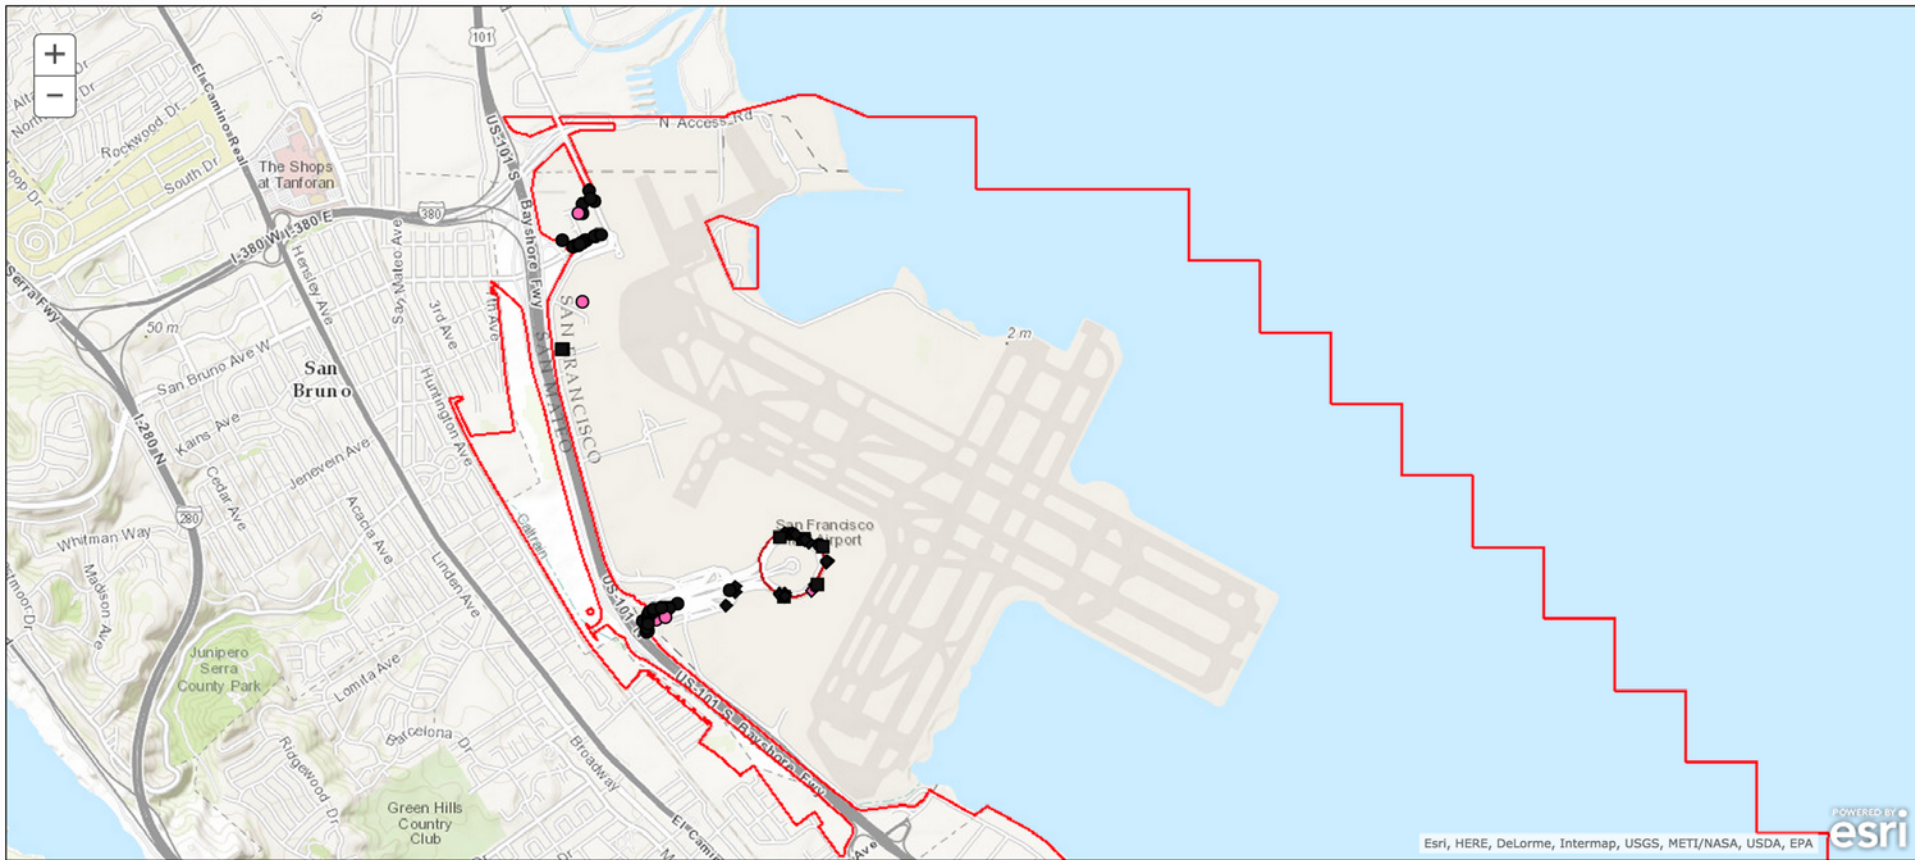 +
−
101
US-101 S
El Camino Real
Rockwood Dr
South Dr
The Shops
at Tanforan
N Access Rd
380
I-380 W
I-380 E
Bayshore Fwy
Serra Fwy
Hensley Ave
San Mateo Ave
3rd Ave
7th Ave
50 m
2 m
San Bruno Ave W
San
Bruno
SAN FRANCISCO
SAN MATEO
Huntington Ave
Kains Ave
I-280 N
Jenevein Ave
Cedar Ave
Acacia Ave
280
Whitman Way
Madison Ave
Linden Ave
Caltrain
San Francisco
Airport
US-101 N
Junipero
Serra
County Park
Lomita Ave
US-101 S Bayshore Fwy
Barcelona Dr
Ridgewood Dr
Broadway
Green Hills
Country
Club
El Cami
Ave
POWERED BY
esri
Esri, HERE, DeLorme, Intermap, USGS, METI/NASA, USDA, EPA